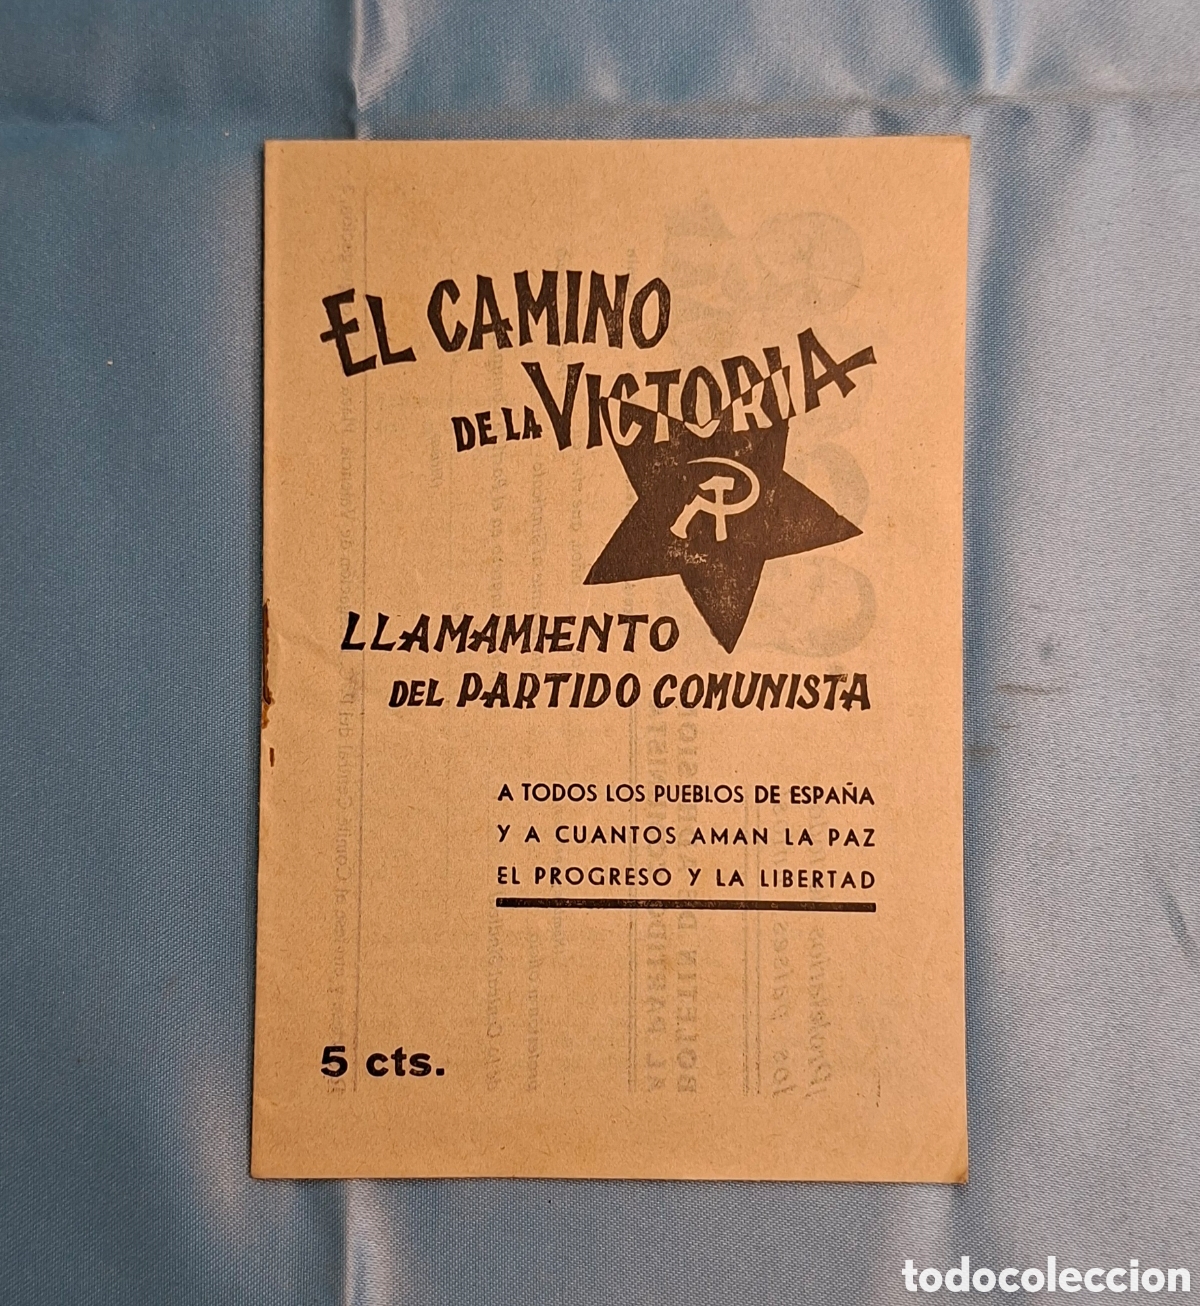 EL CAMINO
DE LA VICTORIA
LLAMAMIENTO
DEL PARTIDO COMUNISTA
A TODOS LOS PUEBLOS DE ESPAÑA
Y A CUANTOS AMAN LA PAZ
EL PROGRESO Y LA LIBERTAD
5 cts.
todocoleccion